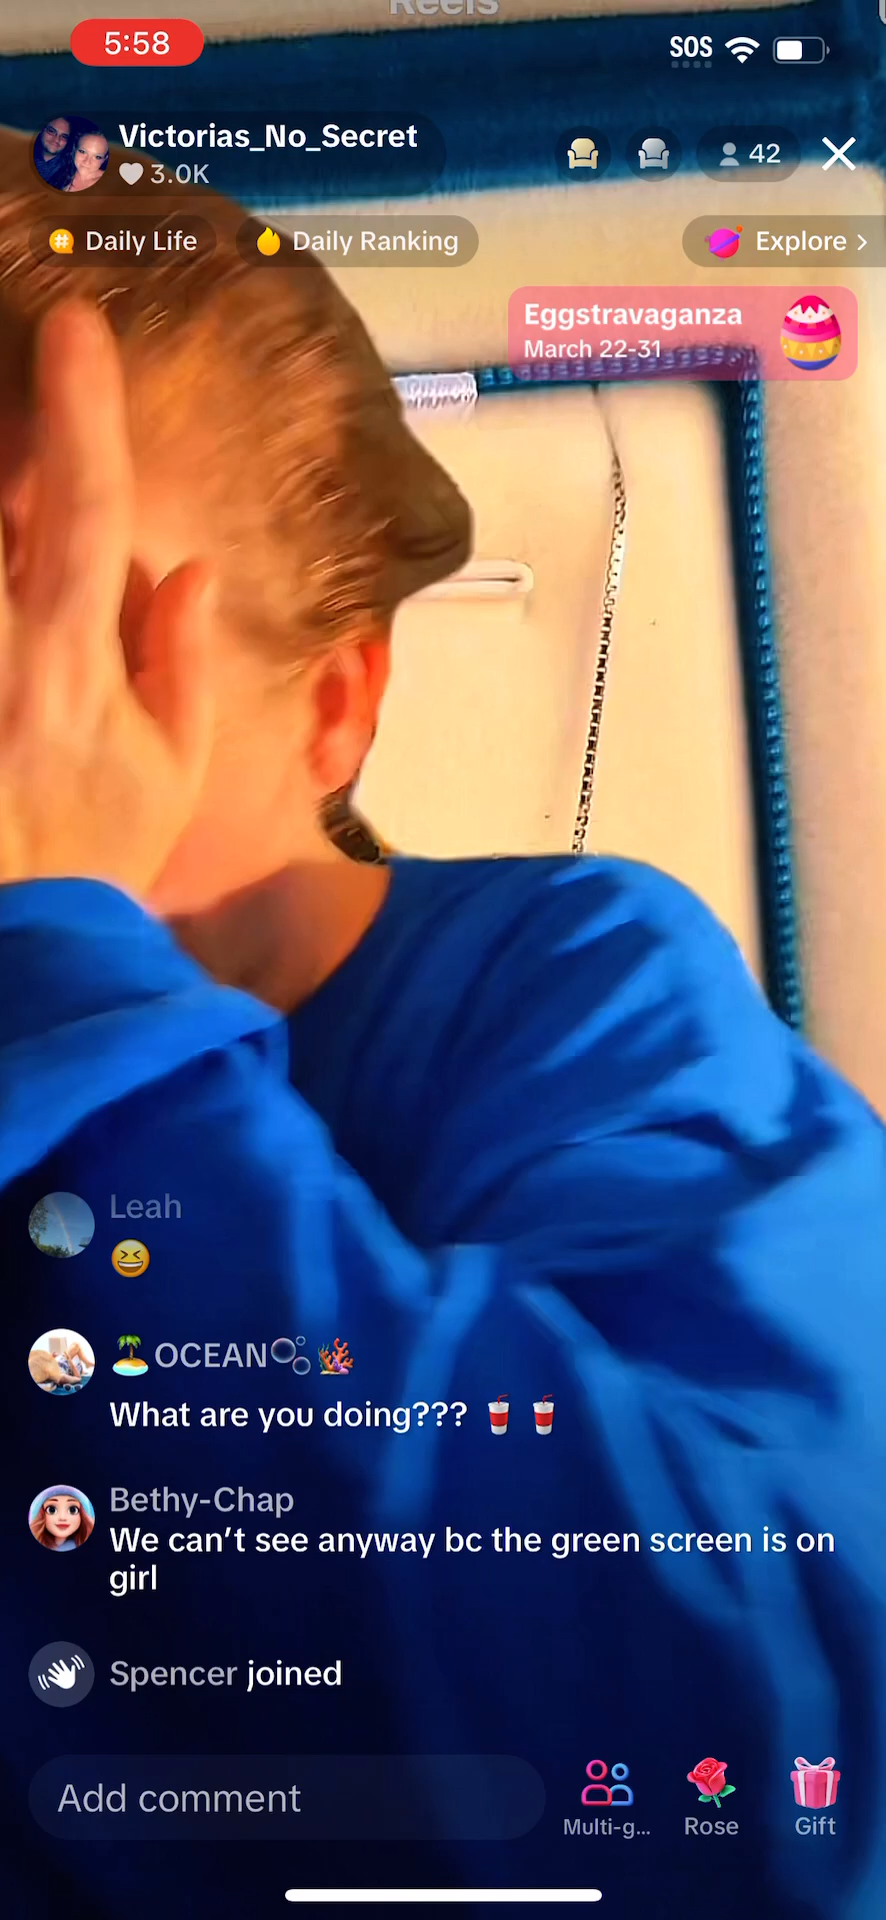 Reels
5:58
SOS
Victorias_No_Secret
3.0K
42
Daily Life
Daily Ranking
Explore >
Eggstravaganza
March 22-31
Leah
😆
🏝️OCEAN🫧🪸
What are you doing??? 🥤 🥤
Bethy-Chap
We can’t see anyway bc the green screen is on
girl
Spencer joined
Add comment
Multi-g...
Rose
Gift